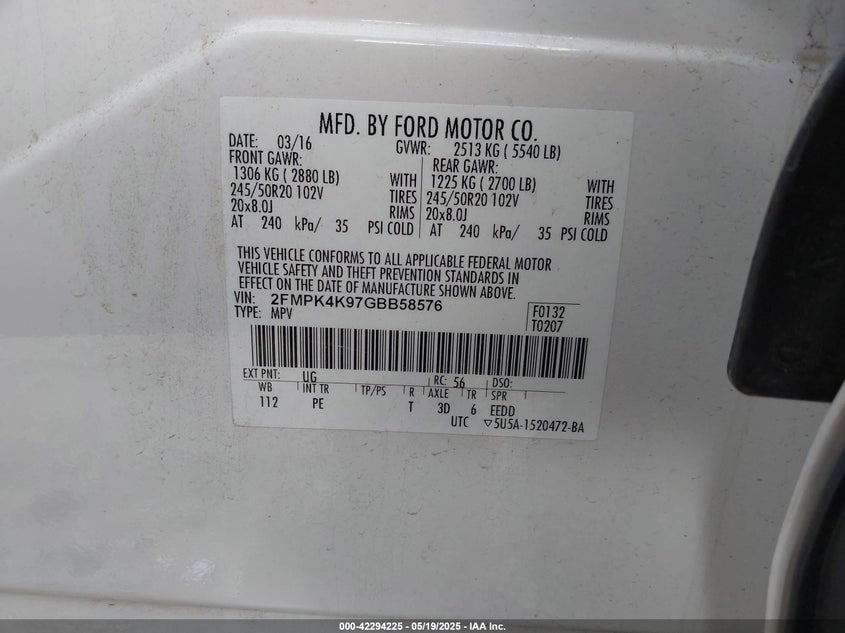 MFD. BY FORD MOTOR CO.
DATE: 03/16 GVWR: 2513 KG ( 5540 LB)
FRONT GAWR: REAR GAWR:
1306 KG ( 2880 LB) WITH 1225 KG ( 2700 LB) WITH
245/50R20 102V TIRES 245/50R20 102V TIRES
20x8.0J RIMS 20x8.0J RIMS
AT 240 kPa/ 35 PSI COLD AT 240 kPa/ 35 PSI COLD
THIS VEHICLE CONFORMS TO ALL APPLICABLE FEDERAL MOTOR
VEHICLE SAFETY AND THEFT PREVENTION STANDARDS IN
EFFECT ON THE DATE OF MANUFACTURE SHOWN ABOVE.
VIN: 2FMPK4K97GBB58576 F0132
TYPE: MPV T0207
EXT PNT: UG RC: 56 DSO:
WB INT TR TP/PS R AXLE TR SPR
112 PE T 3D 6 EEDD
UTC ▽5U5A-1520472-BA
000-42294225 - 05/19/2025 - IAA Inc.